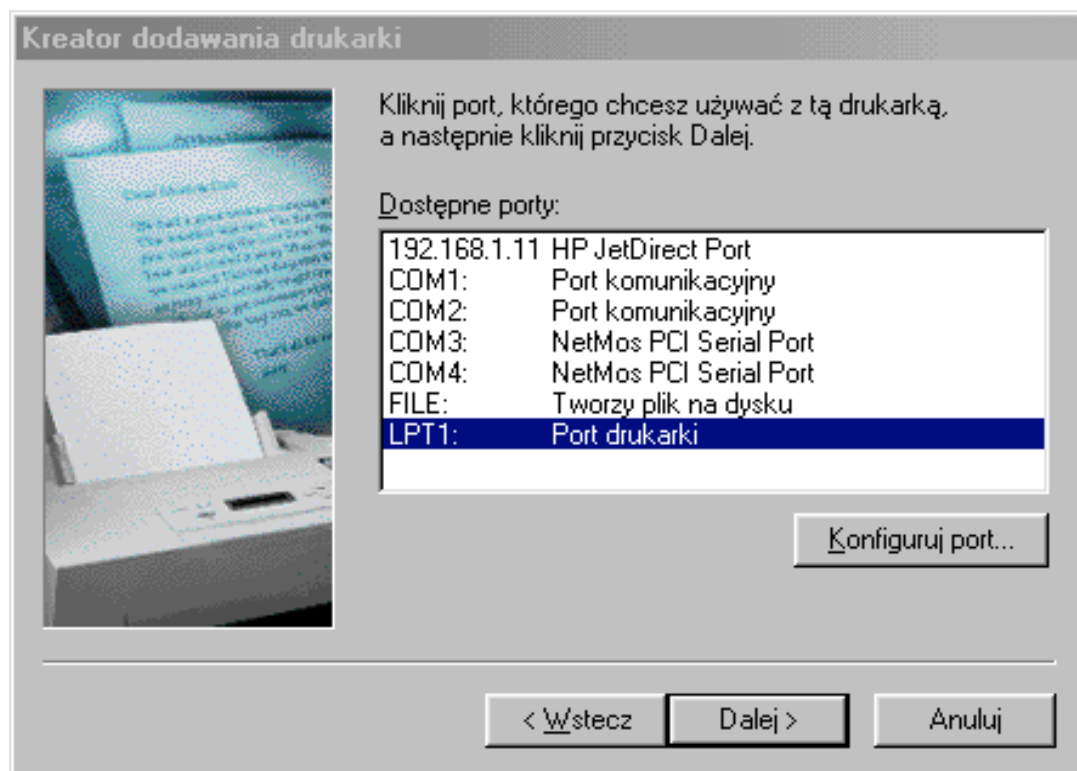 Kreator dodawania drukarki
Kliknij port, którego chcesz używać z tą drukarką,
a następnie kliknij przycisk Dalej.
Dostępne porty:
192.168.1.11 HP JetDirect Port
COM1: Port komunikacyjny
COM2: Port komunikacyjny
COM3: NetMos PCI Serial Port
COM4: NetMos PCI Serial Port
FILE: Tworzy plik na dysku
LPT1: Port drukarki
Konfiguruj port...
< Wstecz Dalej > Anuluj